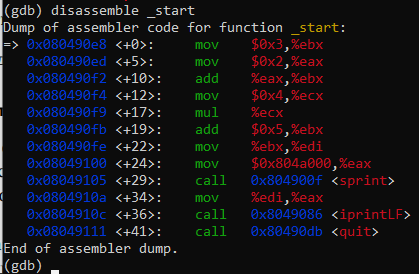 (gdb) disassemble _start
Dump of assembler code for function _start:
=> 0x080490e8 <+0>:     mov    $0x3,%ebx
   0x080490ed <+5>:     mov    $0x2,%eax
   0x080490f2 <+10>:    add    %eax,%ebx
   0x080490f4 <+12>:    mov    $0x4,%ecx
   0x080490f9 <+17>:    mul    %ecx
   0x080490fb <+19>:    add    $0x5,%ebx
   0x080490fe <+22>:    mov    %ebx,%edi
   0x08049100 <+24>:    mov    $0x804a000,%eax
   0x08049105 <+29>:    call   0x804900f <sprint>
   0x0804910a <+34>:    mov    %edi,%eax
   0x0804910c <+36>:    call   0x8049086 <iprintLF>
   0x08049111 <+41>:    call   0x80490db <quit>
End of assembler dump.
(gdb)